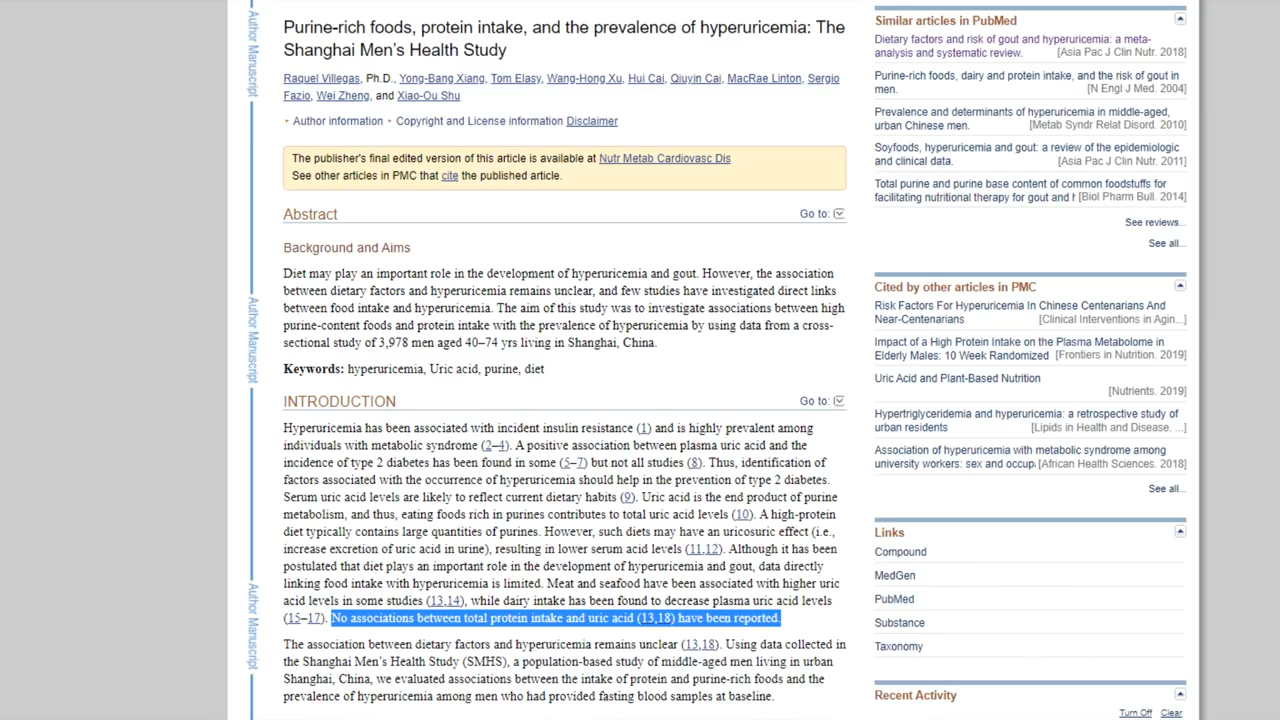 Purine-rich foods, protein intake, and the prevalence of hyperuricemia: The
Shanghai Men's Health Study
Raquel Villegas, Ph.D., Yong-Bing Xiang, Tom Elasy, Wang-Hong Xu, Hui Cai, Qiuyin Cai, MacRae Linton, Sergio
Fazio, Wei Zheng, and Xiao-Ou Shu
Author information Copyright and License information Disclaimer
The publisher's final edited version of this article is available at Nutr Metab Cardiovasc Dis
See other articles in PMC that cite the published article.
Abstract Go to:
Background and Aims
Diet may play an important role in the development of hyperuricemia and gout. However, the association
between dietary factors and hyperuricemia remains unclear, and few studies have investigated direct links
between food intake and hyperuricemia. The aim of this study was to investigate associations between high
purine-content foods and protein intake with the prevalence of hyperuricemia by using data from a cross-
sectional study of 3,978 men aged 40–74 yrs living in Shanghai, China.
Keywords: hyperuricemia, uric acid, purine, diet
INTRODUCTION Go to:
Hyperuricemia has been associated with incident insulin resistance (1) and is highly prevalent among
individuals with metabolic syndrome (2–4). A positive association between plasma uric acid and the
incidence of type 2 diabetes has been found in some (5–7) but not all studies (8). Thus, identification of
factors that prevent the occurrence of hyperuricemia should help in the prevention of type 2 diabetes.
Serum uric acid levels are likely to reflect current dietary habits (9). Uric acid is the end product of purine
metabolism, and thus, eating foods rich in purines contributes to total uric acid levels (10). A high-protein
diet typically contains large quantities of purines. However, such diets may have an uricosuric effect (i.e.,
increase excretion of uric acid in urine), resulting in lower serum acid levels (11,12). Although it has been
postulated that diet plays an important role in the development of hyperuricemia and gout, data directly
linking food intake with hyperuricemia is limited. Meat and seafood have been associated with higher uric
acid levels in some studies (13,14), while dairy intake has been found to decrease plasma uric acid levels
(15–17). No associations between total protein intake and uric acid (13,18) have been reported.
The association between dietary factors and hyperuricemia remains unclear (13,18). Using data collected in
the Shanghai Men's Health Study (SMHS), a population-based study of middle-aged men living in urban
Shanghai, China, we evaluated associations between the intake of protein and purine-rich foods and the
prevalence of hyperuricemia among men who had provided fasting blood samples at baseline.
Similar articles in PubMed
Dietary factors and risk of gout and hyperuricemia: a meta-
analysis and systematic review. [Asia Pac J Clin Nutr. 2018]
Purine-rich foods, dairy and protein intake, and the risk of gout in
men. [N Engl J Med. 2004]
Prevalence and determinants of hyperuricemia in middle-aged,
urban Chinese men. [Metab Syndr Relat Disord. 2010]
Soyfoods, hyperuricemia and gout: a review of the epidemiologic
and clinical data. [Asia Pac J Clin Nutr. 2011]
Total purine and purine base content of common foodstuffs for
facilitating nutritional therapy for gout and h [Biol Pharm Bull. 2014]
See reviews...
See all...
Cited by other articles in PMC
Risk Factors For Hyperuricemia In Chinese Centenarians And
Near-Centenarians [Clinical Interventions in Agin...]
Impact of a High Protein Intake on the Plasma Metabolome in
Elderly Males: 10 Week Randomized [Frontiers in Nutrition. 2019]
Uric Acid and Plant-Based Nutrition
[Nutrients. 2019]
Hypertriglyceridemia and hyperuricemia: a retrospective study of
urban residents [Lipids in Health and Disease. ...]
Association of hyperuricemia with metabolic syndrome among
university workers: sex and occup [African Health Sciences. 2018]
See all...
Links
Compound
MedGen
PubMed
Substance
Taxonomy
Recent Activity
Turn Off Clear